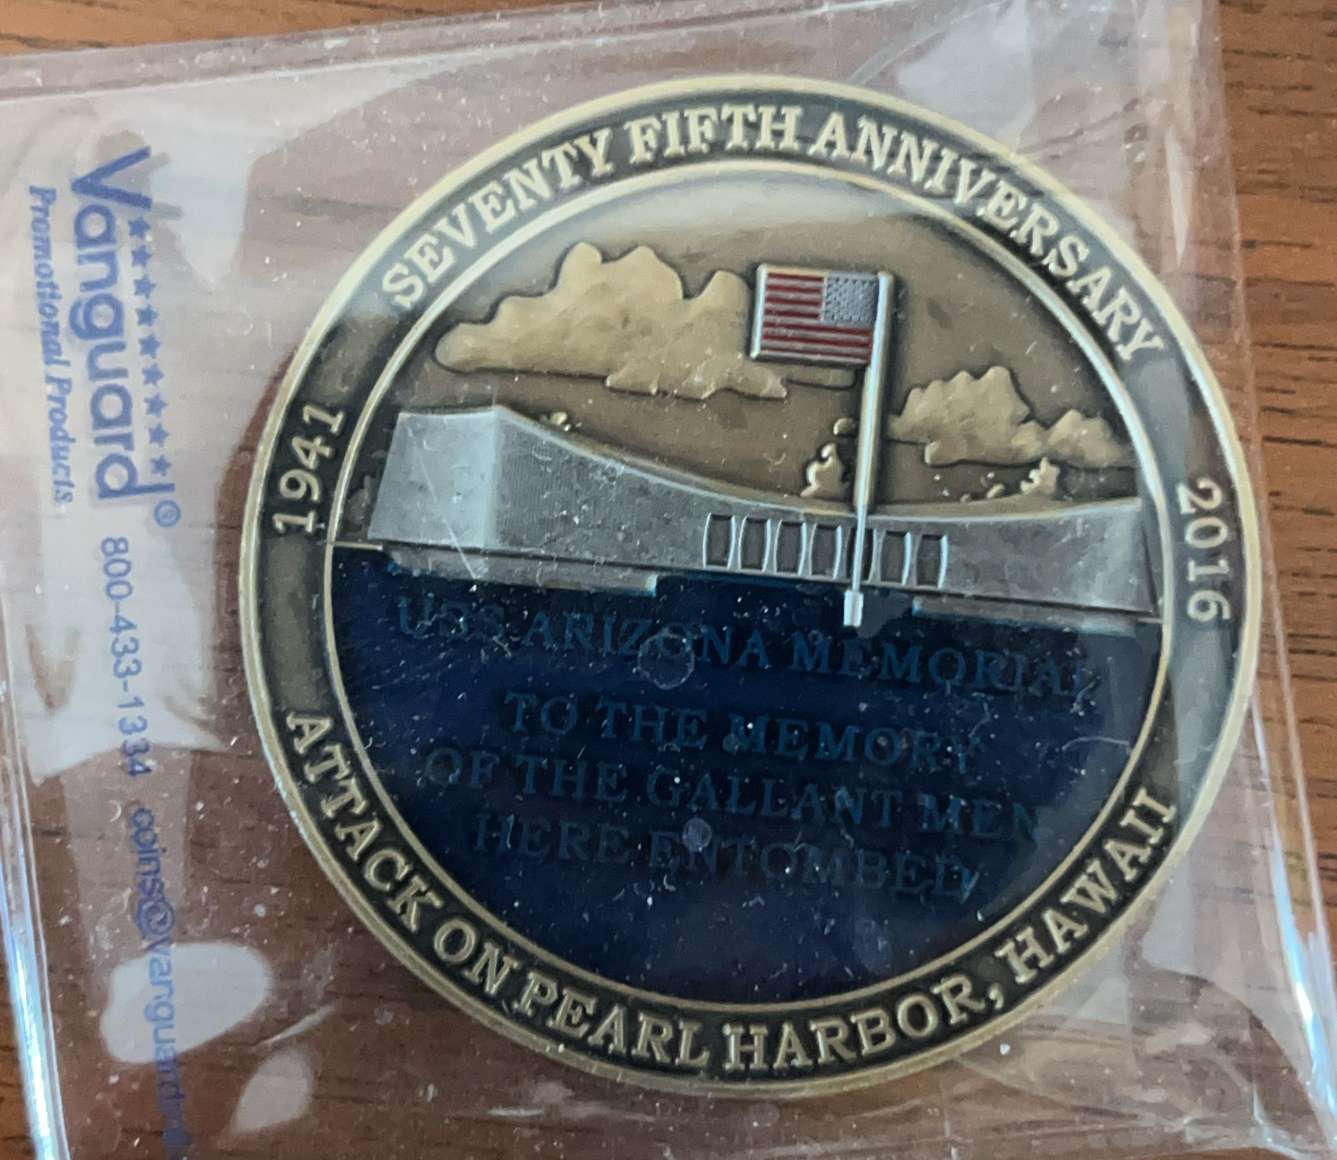 SEVENTY FIFTH ANNIVERSARY
1941
2016
USS ARIZONA MEMORIAL
TO THE MEMORY
OF THE GALLANT MEN
HERE ENTOMBED
ATTACK ON PEARL HARBOR, HAWAII
Vanguard®
Promotional Products
800-433-1334